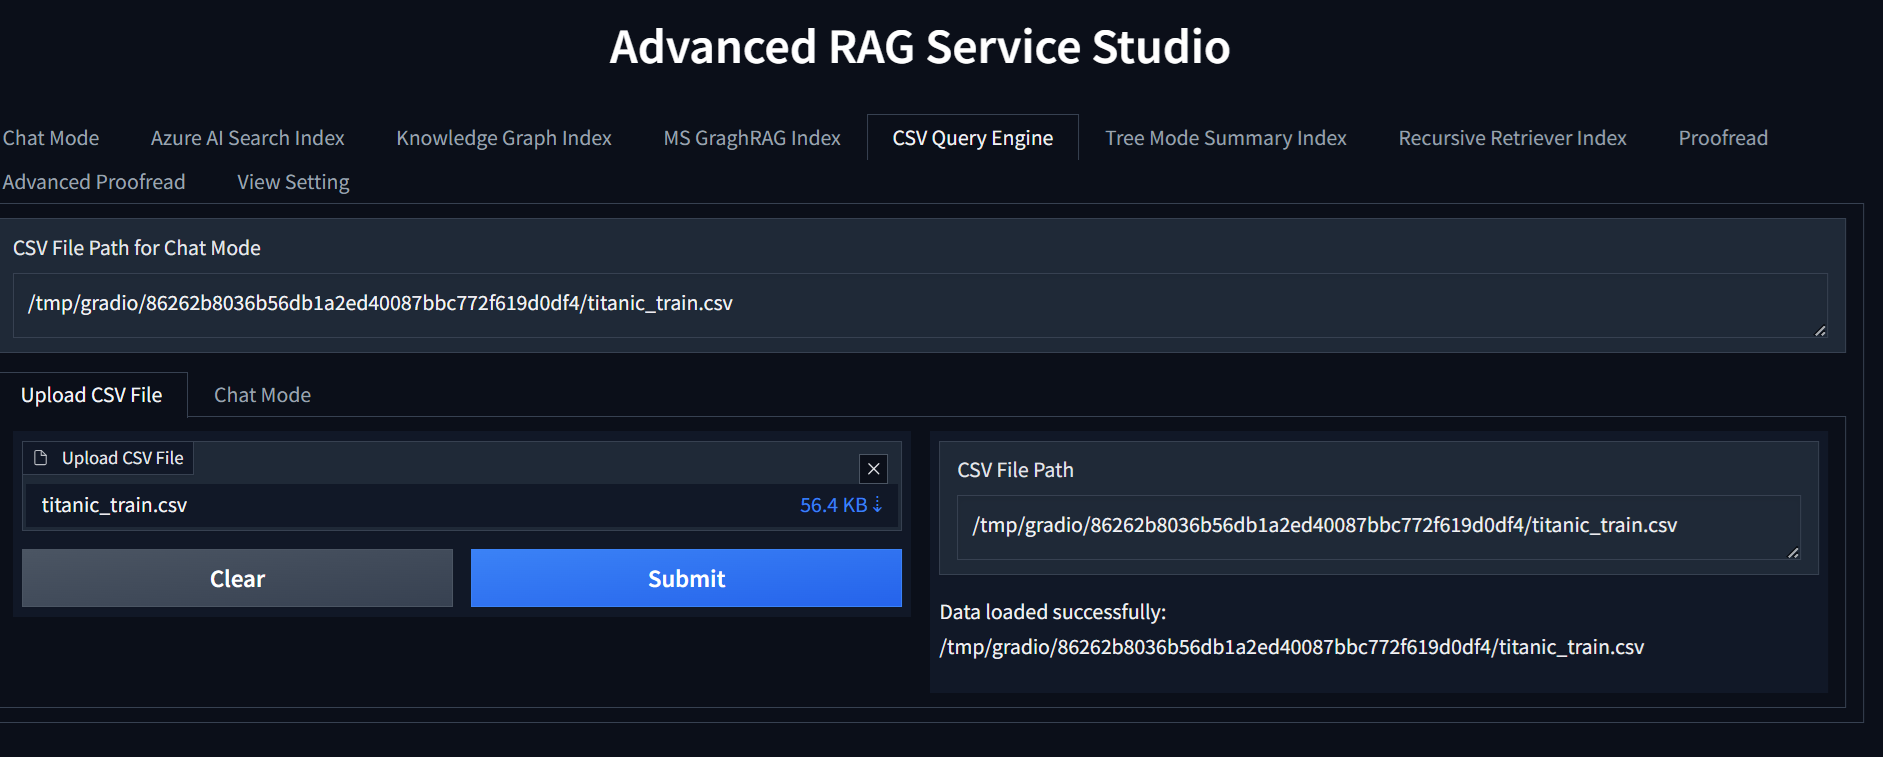 Advanced RAG Service Studio
Chat Mode Azure AI Search Index Knowledge Graph Index MS GraghRAG Index CSV Query Engine Tree Mode Summary Index Recursive Retriever Index Proofread
Advanced Proofread View Setting
CSV File Path for Chat Mode
/tmp/gradio/86262b8036b56db1a2ed40087bbc772f619d0df4/titanic_train.csv
Upload CSV File Chat Mode
Upload CSV File
titanic_train.csv 56.4 KB ⇣
Clear Submit
CSV File Path
/tmp/gradio/86262b8036b56db1a2ed40087bbc772f619d0df4/titanic_train.csv
Data loaded successfully:
/tmp/gradio/86262b8036b56db1a2ed40087bbc772f619d0df4/titanic_train.csv